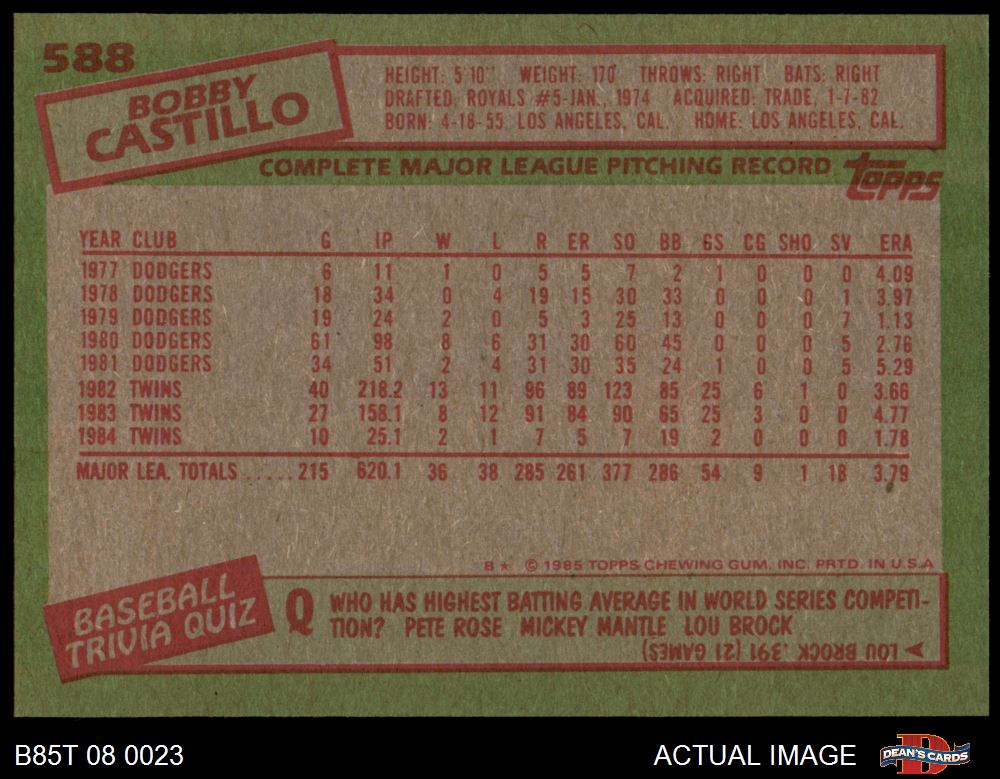 588
BOBBY
CASTILLO
HEIGHT: 5'10" WEIGHT: 170 THROWS: RIGHT BATS: RIGHT
DRAFTED: ROYALS #5-JAN., 1974 ACQUIRED: TRADE, 1-7-82
BORN: 4-18-55, LOS ANGELES, CAL. HOME: LOS ANGELES, CAL.
COMPLETE MAJOR LEAGUE PITCHING RECORD
TOPPS
YEAR CLUB G IP W L R ER SO BB GS CG SHO SV ERA
1977 DODGERS 6 11 1 0 5 5 7 2 1 0 0 0 4.09
1978 DODGERS 18 34 0 4 19 15 30 33 0 0 0 1 3.97
1979 DODGERS 19 24 2 0 5 3 25 13 0 0 0 7 1.13
1980 DODGERS 61 98 8 6 31 30 60 45 0 0 0 5 2.76
1981 DODGERS 34 51 2 4 31 30 35 24 1 0 0 5 5.29
1982 TWINS 40 218.2 13 11 96 89 123 85 25 6 1 0 3.66
1983 TWINS 27 158.1 8 12 91 84 90 65 25 3 0 0 4.77
1984 TWINS 10 25.1 2 1 7 5 7 19 2 0 0 0 1.78
MAJOR LEA. TOTALS ..... 215 620.1 36 38 285 261 377 286 54 9 1 18 3.79
B* © 1985 TOPPS CHEWING GUM, INC. PRTD. IN U.S.A
BASEBALL
TRIVIA QUIZ
Q WHO HAS HIGHEST BATTING AVERAGE IN WORLD SERIES COMPETI-
TION? PETE ROSE MICKEY MANTLE LOU BROCK
LOU BROCK, .391 (21 GAMES)
B85T 08 0023
ACTUAL IMAGE
DEAN'S CARDS